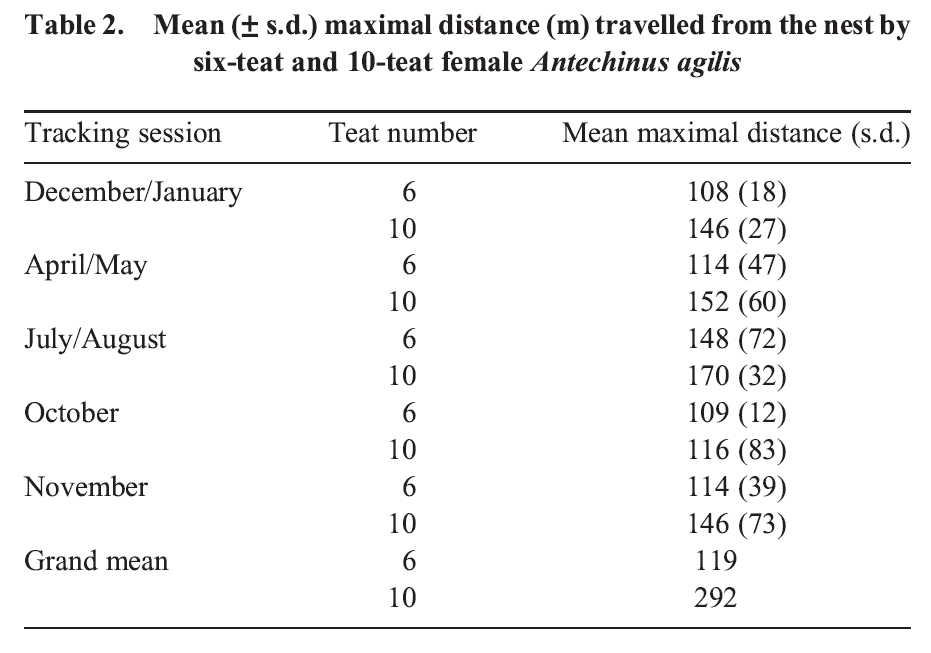 Table 2. Mean (± s.d.) maximal distance (m) travelled from the nest by
six-teat and 10-teat female Antechinus agilis
Tracking session Teat number Mean maximal distance (s.d.)
December/January 6 108 (18)
10 146 (27)
April/May 6 114 (47)
10 152 (60)
July/August 6 148 (72)
10 170 (32)
October 6 109 (12)
10 116 (83)
November 6 114 (39)
10 146 (73)
Grand mean 6 119
10 292